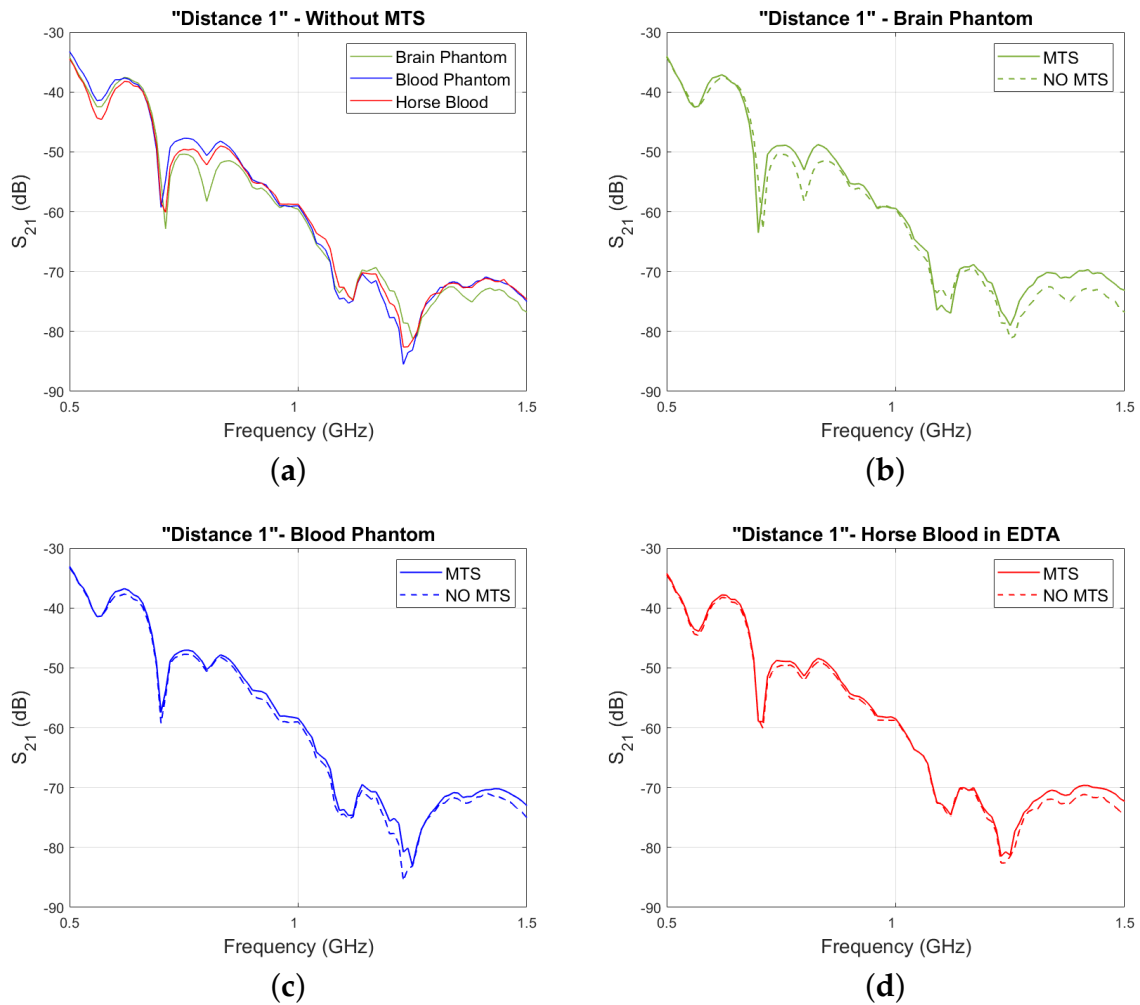 "Distance 1" - Without MTS
-30
-40
-50
-60
-70
-80
-90
S21 (dB)
Brain Phantom
Blood Phantom
Horse Blood
0.5
1
1.5
Frequency (GHz)
(a)
"Distance 1" - Brain Phantom
-30
-40
-50
-60
-70
-80
-90
S21 (dB)
MTS
NO MTS
0.5
1
1.5
Frequency (GHz)
(b)
"Distance 1"- Blood Phantom
-30
-40
-50
-60
-70
-80
-90
S21 (dB)
MTS
NO MTS
0.5
1
1.5
Frequency (GHz)
(c)
"Distance 1"- Horse Blood in EDTA
-30
-40
-50
-60
-70
-80
-90
S21 (dB)
MTS
NO MTS
0.5
1
1.5
Frequency (GHz)
(d)